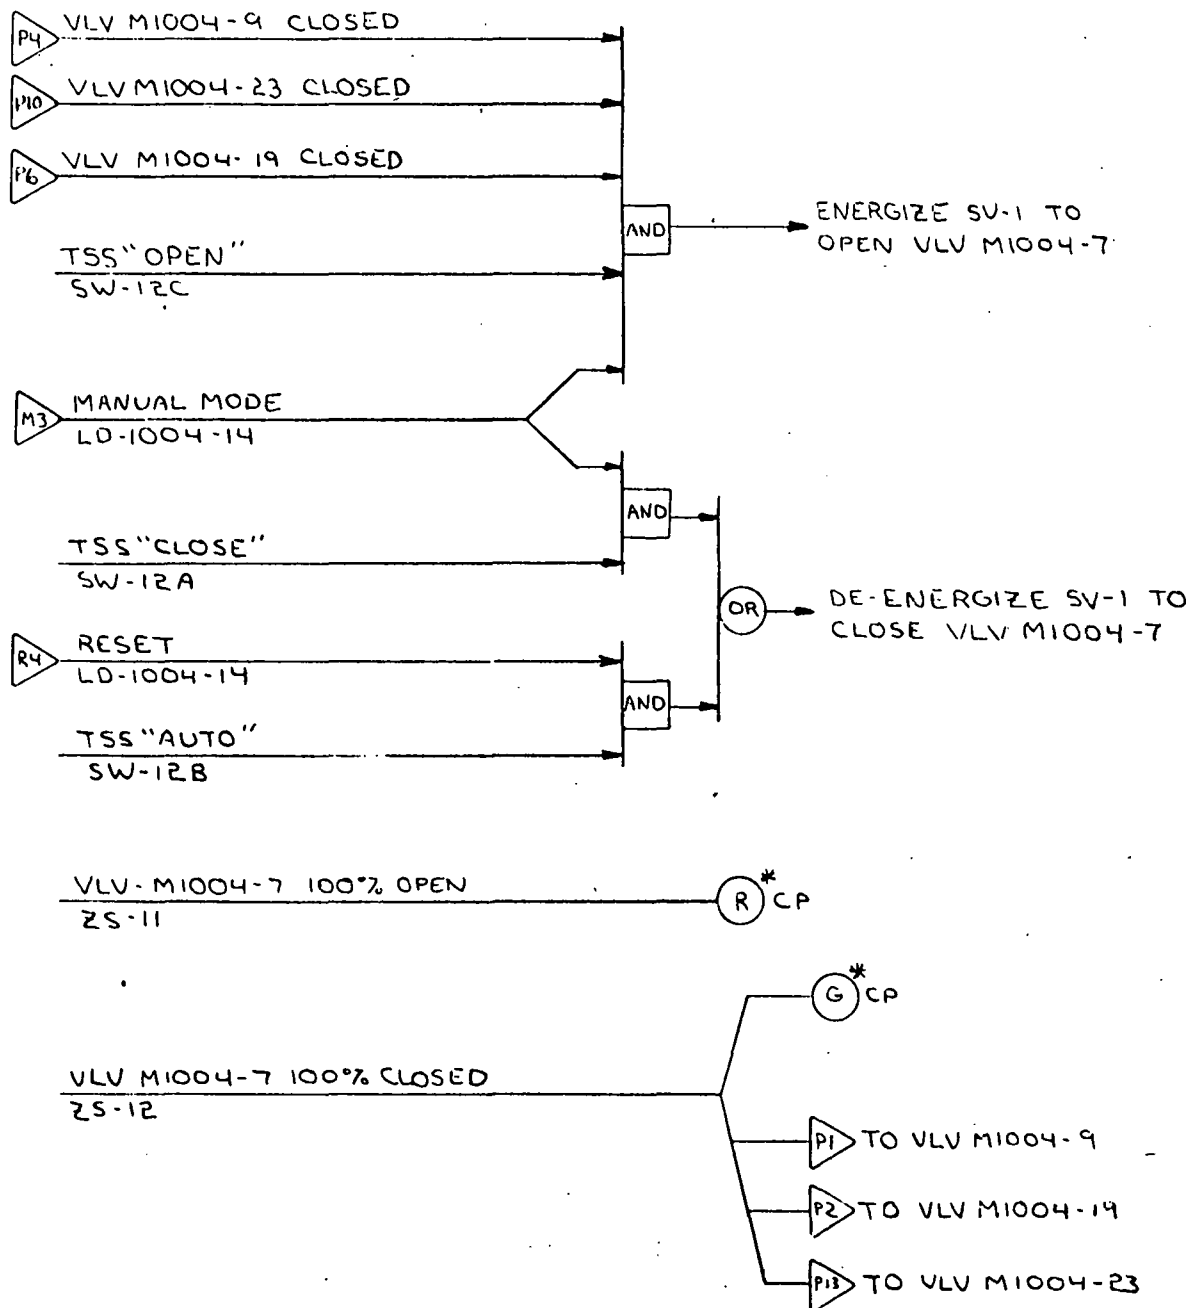 P4 VLV M1004-9 CLOSED
P10 VLV M1004-23 CLOSED
P6 VLV M1004-19 CLOSED
AND
ENERGIZE SV-1 TO
OPEN VLV M1004-7
TSS "OPEN"
SW-12C
M3 MANUAL MODE
LD-1004-14
AND
TSS "CLOSE"
SW-12A
OR
DE-ENERGIZE SV-1 TO
CLOSE VLV M1004-7
R4 RESET
LD-1004-14
AND
TSS "AUTO"
SW-12B
VLV-M1004-7 100% OPEN
ZS-11
R * CP
G * CP
VLV M1004-7 100% CLOSED
ZS-12
P1 TO VLV M1004-9
P2 TO VLV M1004-19
P13 TO VLV M1004-23